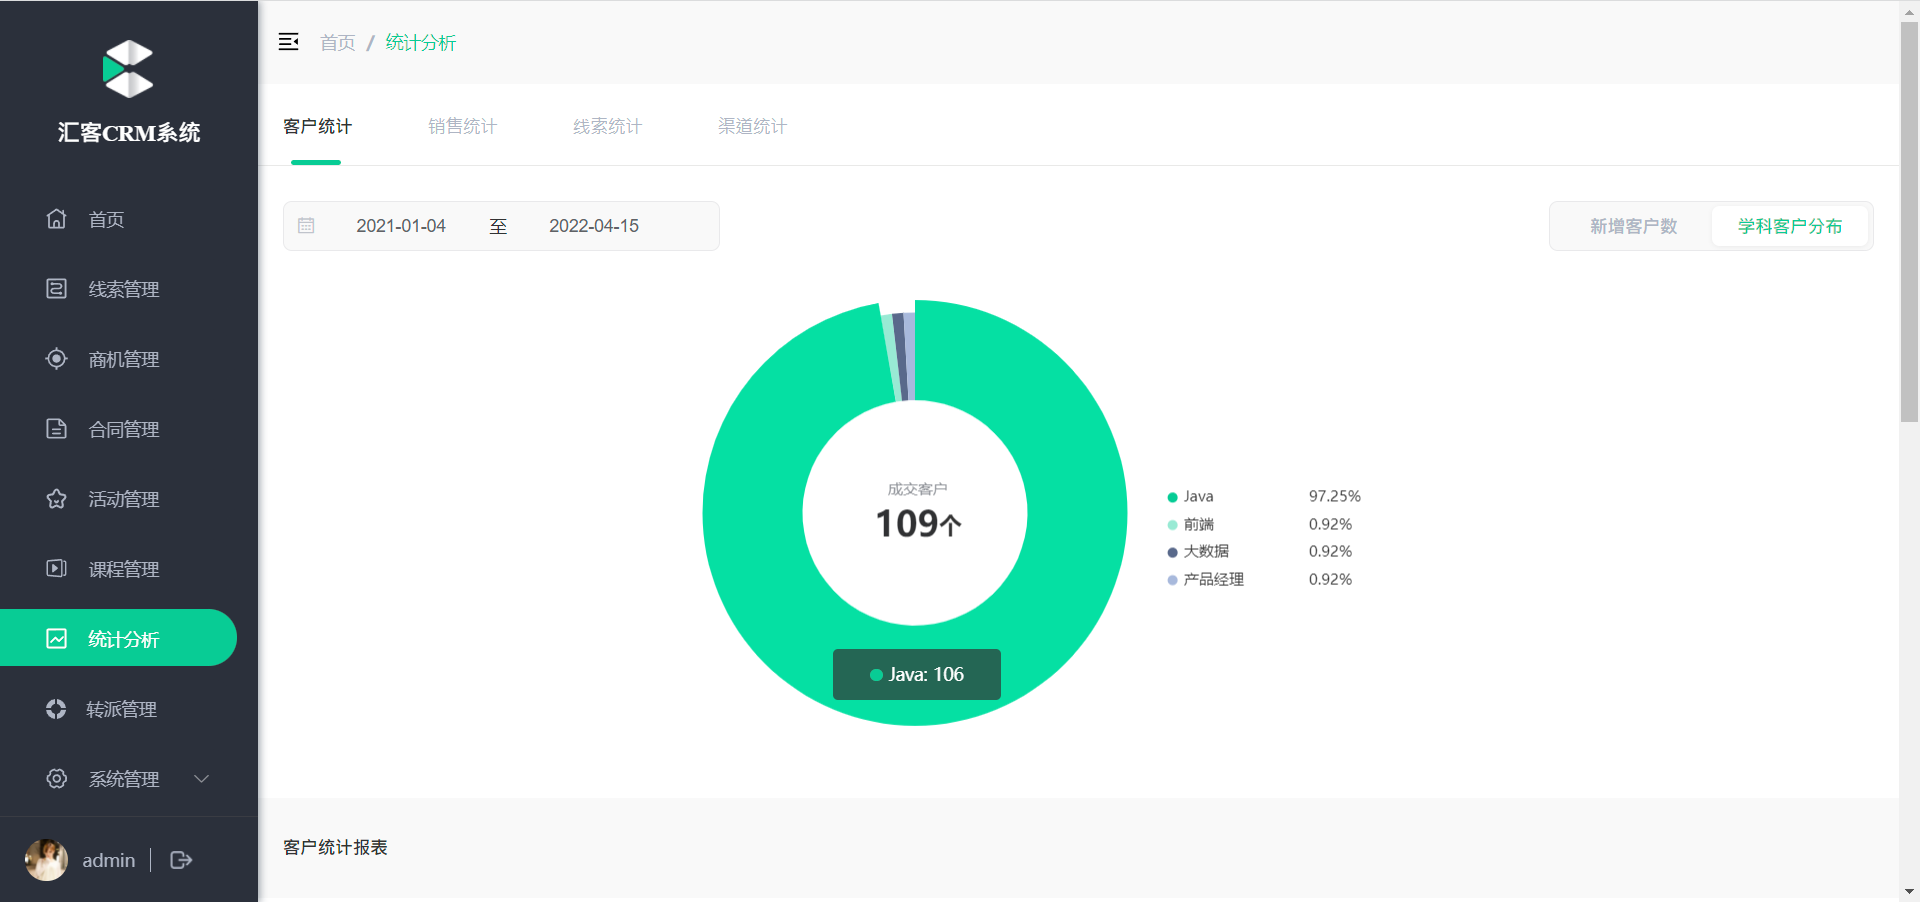 汇客CRM系统
首页
线索管理
商机管理
合同管理
活动管理
课程管理
统计分析
转派管理
系统管理
admin
首页 / 统计分析
客户统计 销售统计 线索统计 渠道统计
2021-01-04 至 2022-04-15
新增客户数 学科客户分布
成交客户
109个
Java: 106
Java 97.25%
前端 0.92%
大数据 0.92%
产品经理 0.92%
客户统计报表